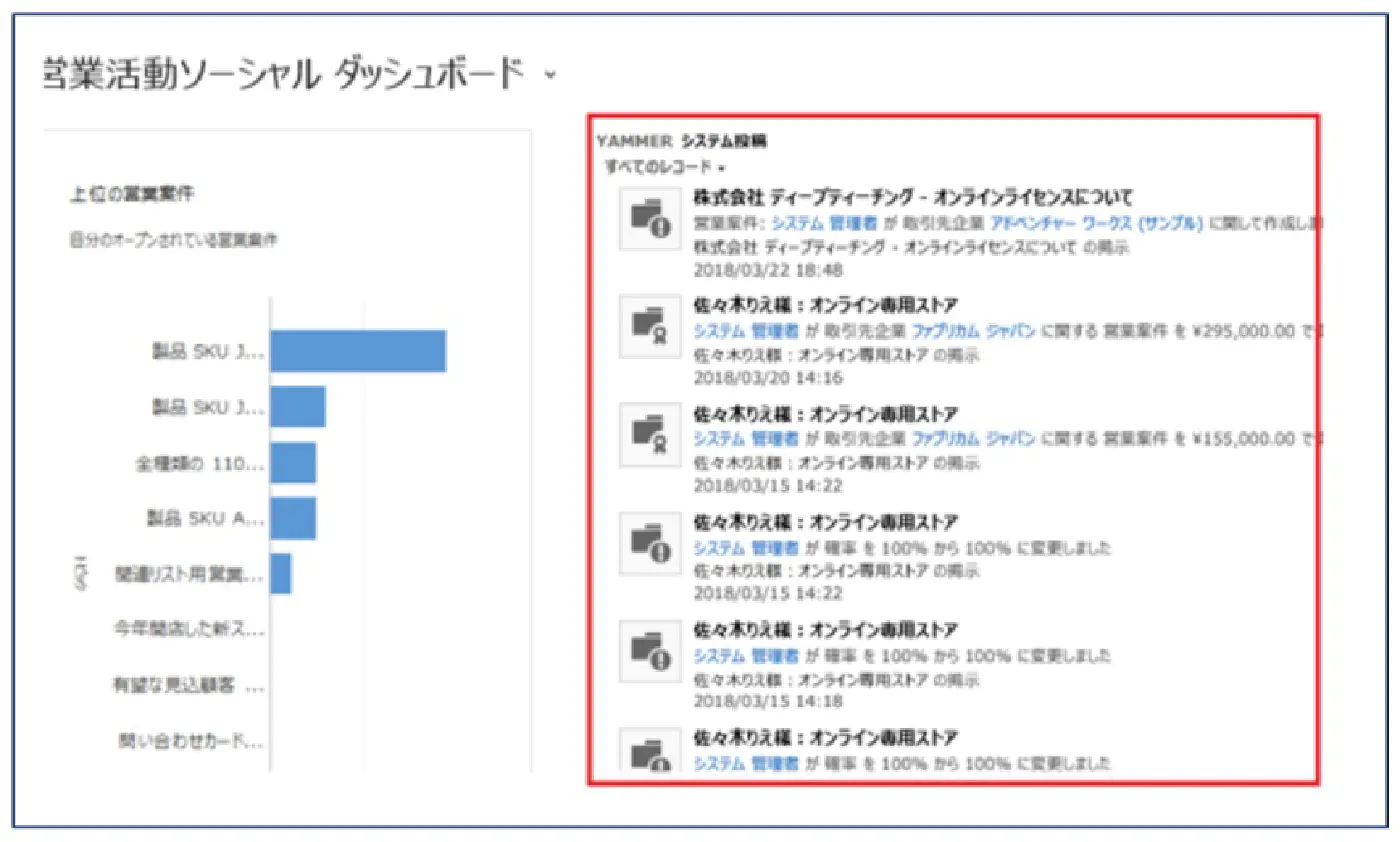 営業活動ソーシャル ダッシュボード
上位の営業案件
自分のオープンされている営業案件
製品 SKU J...
製品 SKU J...
全種類の 110...
製品 SKU A...
関連リスト用営業...
今年開店した新ス...
有望な見込顧客 ...
問い合わせカード...
YAMMER システム投稿
すべてのレコード
株式会社 ディープティーチング - オンラインライセンスについて
営業案件: システム 管理者 が 取引先企業 アドベンチャー ワークス (サンプル) に関して作成しま
株式会社 ディープティーチング - オンラインライセンスについて の掲示
2018/03/22 18:48
佐々木りえ様：オンライン専用ストア
システム 管理者 が 取引先企業 ファブリカム ジャパン に関する 営業案件 を ¥295,000.00 で
佐々木りえ様：オンライン専用ストア の掲示
2018/03/20 14:16
佐々木りえ様：オンライン専用ストア
システム 管理者 が 取引先企業 ファブリカム ジャパン に関する 営業案件 を ¥155,000.00 で
佐々木りえ様：オンライン専用ストア の掲示
2018/03/15 14:22
佐々木りえ様：オンライン専用ストア
システム 管理者 が 確率 を 100% から 100% に変更しました
佐々木りえ様：オンライン専用ストア の掲示
2018/03/15 14:22
佐々木りえ様：オンライン専用ストア
システム 管理者 が 確率 を 100% から 100% に変更しました
佐々木りえ様：オンライン専用ストア の掲示
2018/03/15 14:18
佐々木りえ様：オンライン専用ストア
システム 管理者 が 確率 を 100% から 100% に変更しました